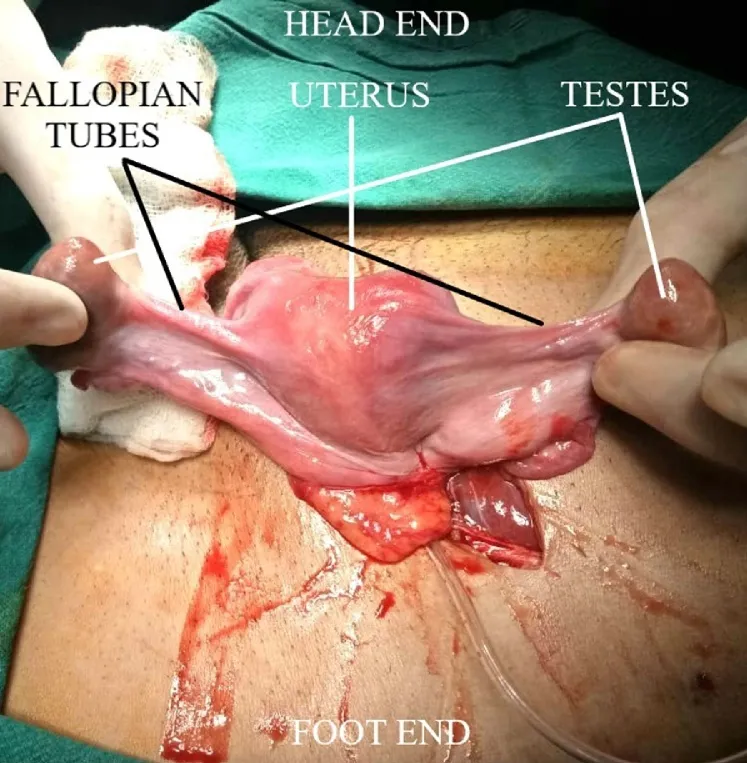 HEAD END
FALLOPIAN
TUBES
UTERUS
TESTES
FOOT END